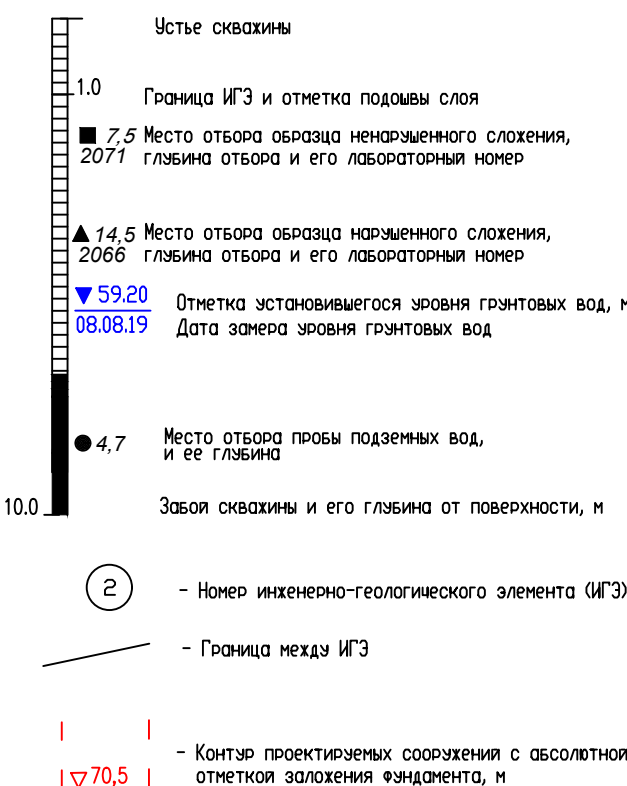 Устье скважины
1.0
Граница ИГЭ и отметка подошвы слоя
7,5 Место отбора образца ненарушенного сложения,
2071 глубина отбора и его лабораторный номер
14,5 Место отбора образца нарушенного сложения,
2066 глубина отбора и его лабораторный номер
59.20 Отметка установившегося уровня грунтовых вод, м
08.08.19 Дата замера уровня грунтовых вод
4,7 Место отбора пробы подземных вод,
и ее глубина
10.0 Забой скважины и его глубина от поверхности, м
2 - Номер инженерно-геологического элемента (ИГЭ)
- Граница между ИГЭ
- Контур проектируемых сооружений с абсолютной
70,5 отметкой заложения фундамента, м